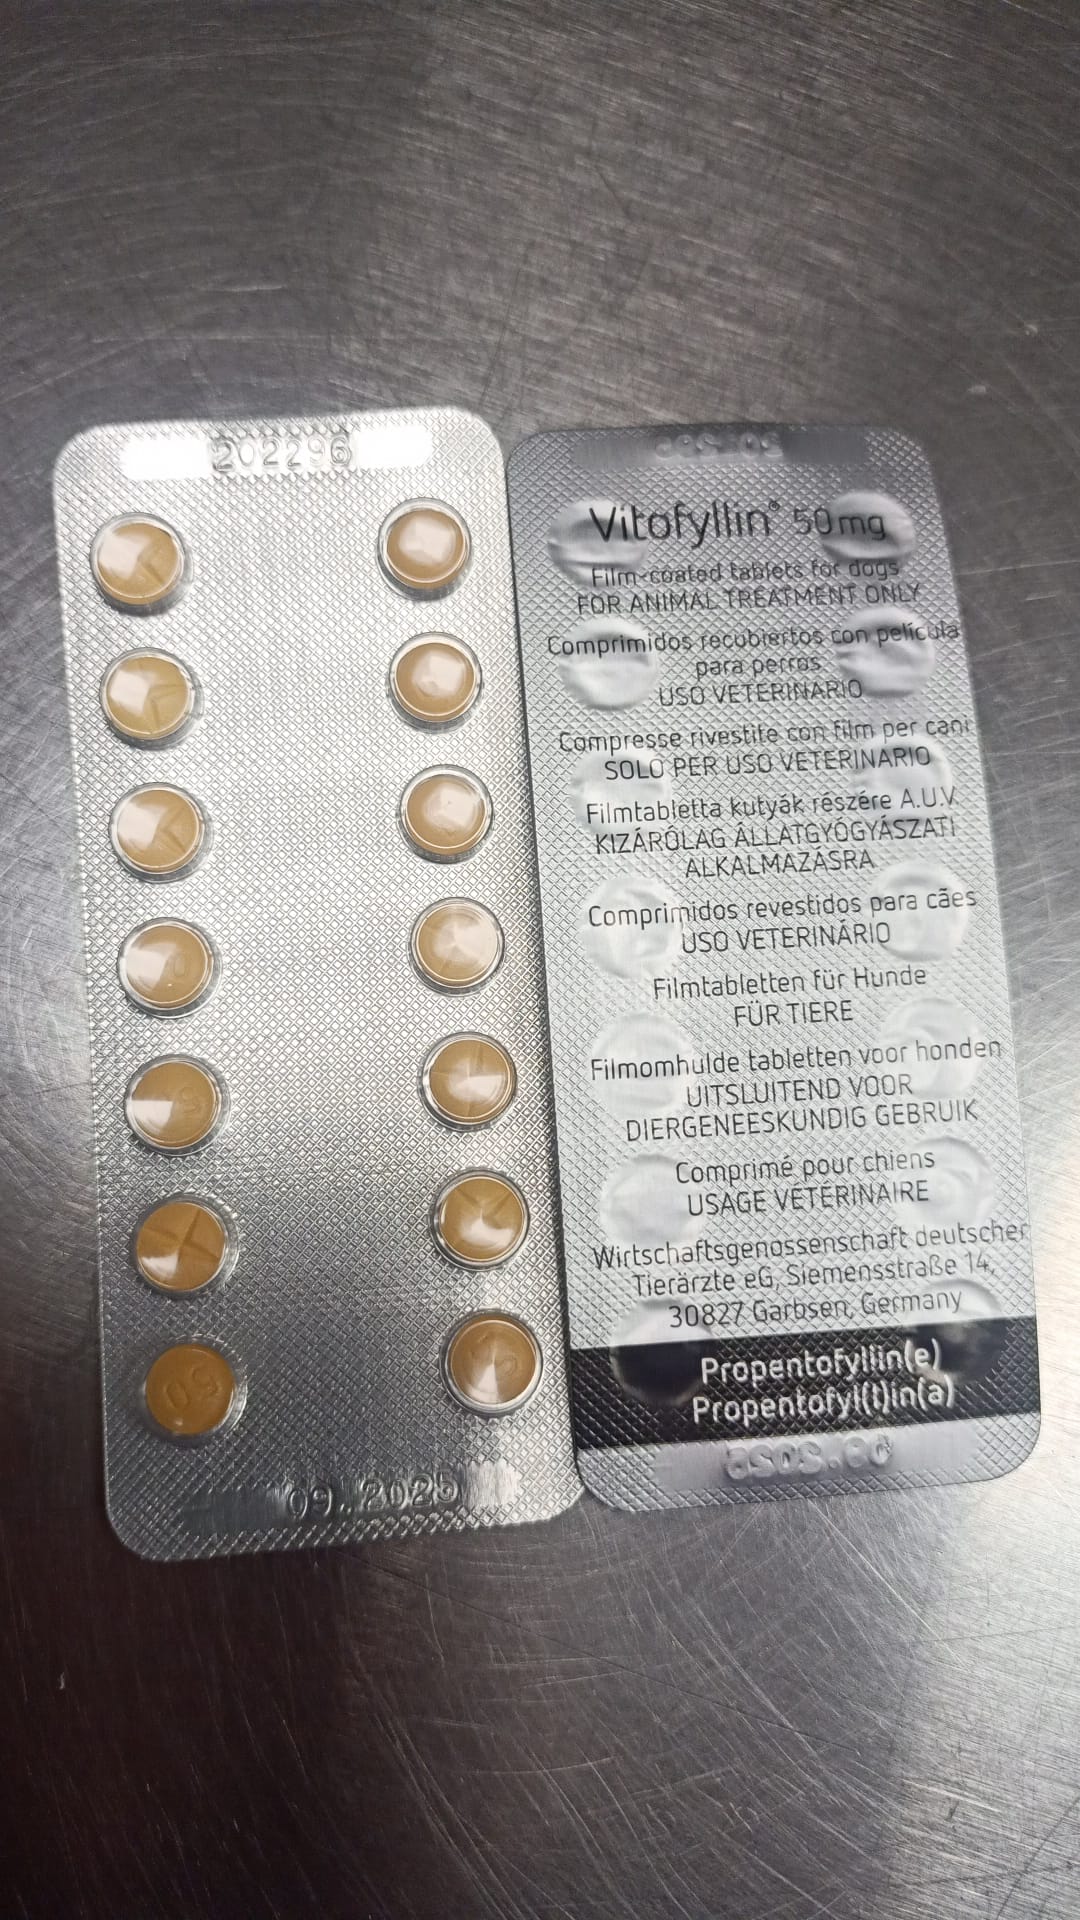 202296
09.2025
Vitofyllin® 50mg
Film-coated tablets for dogs
FOR ANIMAL TREATMENT ONLY
Comprimidos recubiertos con película
para perros
USO VETERINARIO
Compresse rivestite con film per cani
SOLO PER USO VETERINARIO
Filmtabletta kutyák részére A.U.V.
KIZÁRÓLAG ÁLLATGYÓGYÁSZATI
ALKALMAZÁSRA
Comprimidos revestidos para cães
USO VETERINÁRIO
Filmtabletten für Hunde
FÜR TIERE
Filmomhulde tabletten voor honden
UITSLUITEND VOOR
DIERGENEESKUNDIG GEBRUIK
Comprimé pour chiens
USAGE VETERINAIRE
Wirtschaftsgenossenschaft deutscher
Tierärzte eG, Siemensstraße 14,
30827 Garbsen, Germany
Propentofyllin(e)
Propentofyl(l)in(a)